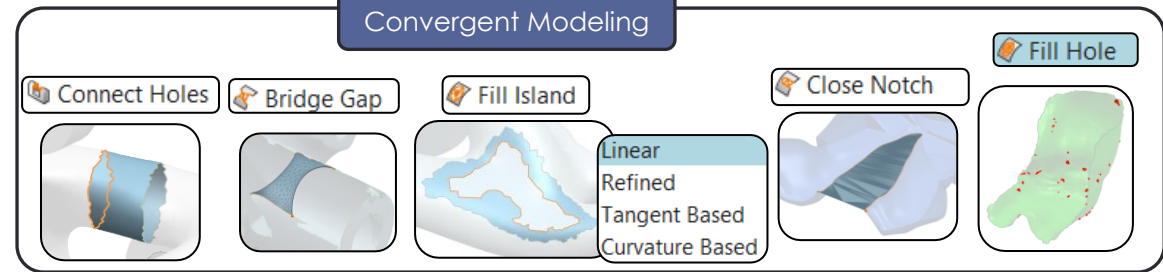 Convergent Modeling
Connect Holes
Bridge Gap
Fill Island
Linear
Refined
Tangent Based
Curvature Based
Close Notch
Fill Hole